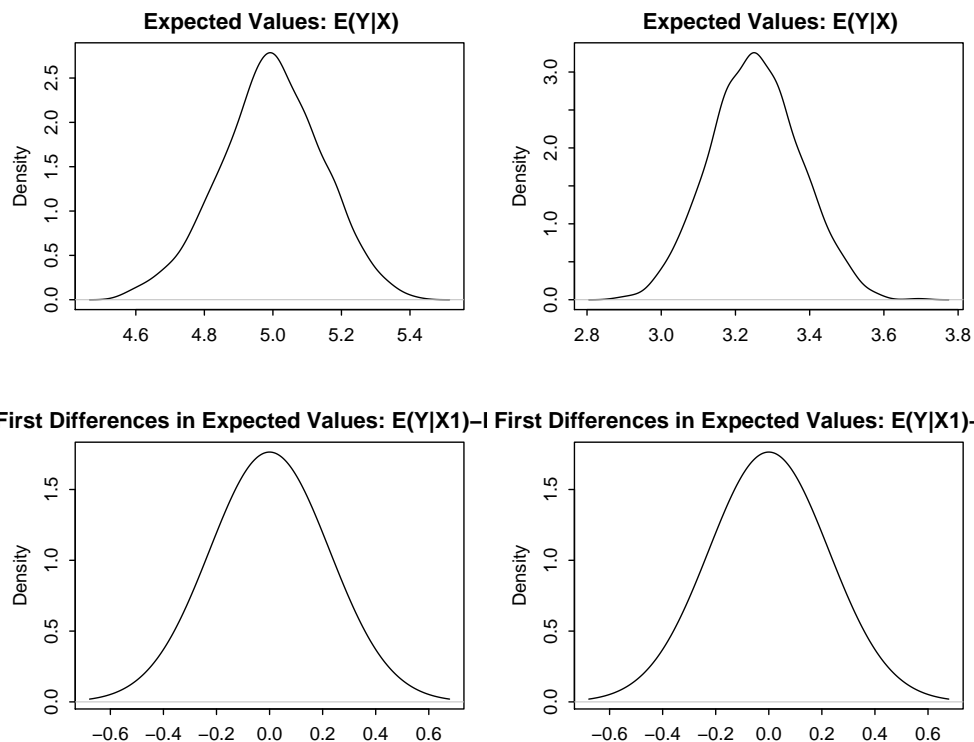 Expected Values: E(Y|X)
Density
0.0 0.5 1.0 1.5 2.0 2.5
4.6 4.8 5.0 5.2 5.4
Expected Values: E(Y|X)
Density
0.0 1.0 2.0 3.0
2.8 3.0 3.2 3.4 3.6 3.8
First Differences in Expected Values: E(Y|X1)–
Density
0.0 0.5 1.0 1.5
−0.6 −0.4 −0.2 0.0 0.2 0.4 0.6
First Differences in Expected Values: E(Y|X1)-
Density
0.0 0.5 1.0 1.5
−0.6 −0.4 −0.2 0.0 0.2 0.4 0.6